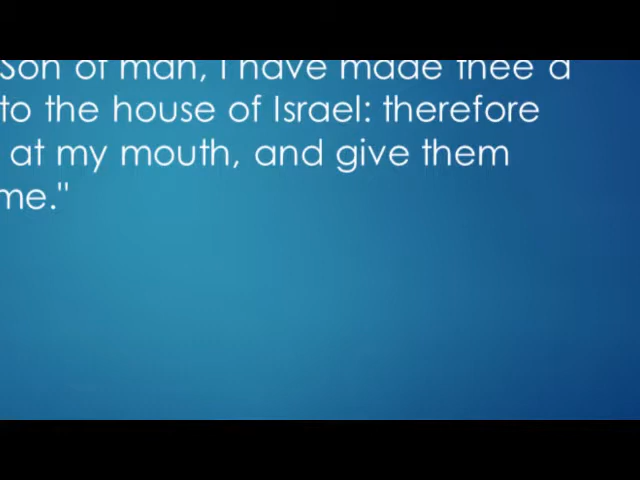 Son of man, I have made thee a
to the house of Israel: therefore
at my mouth, and give them
me."